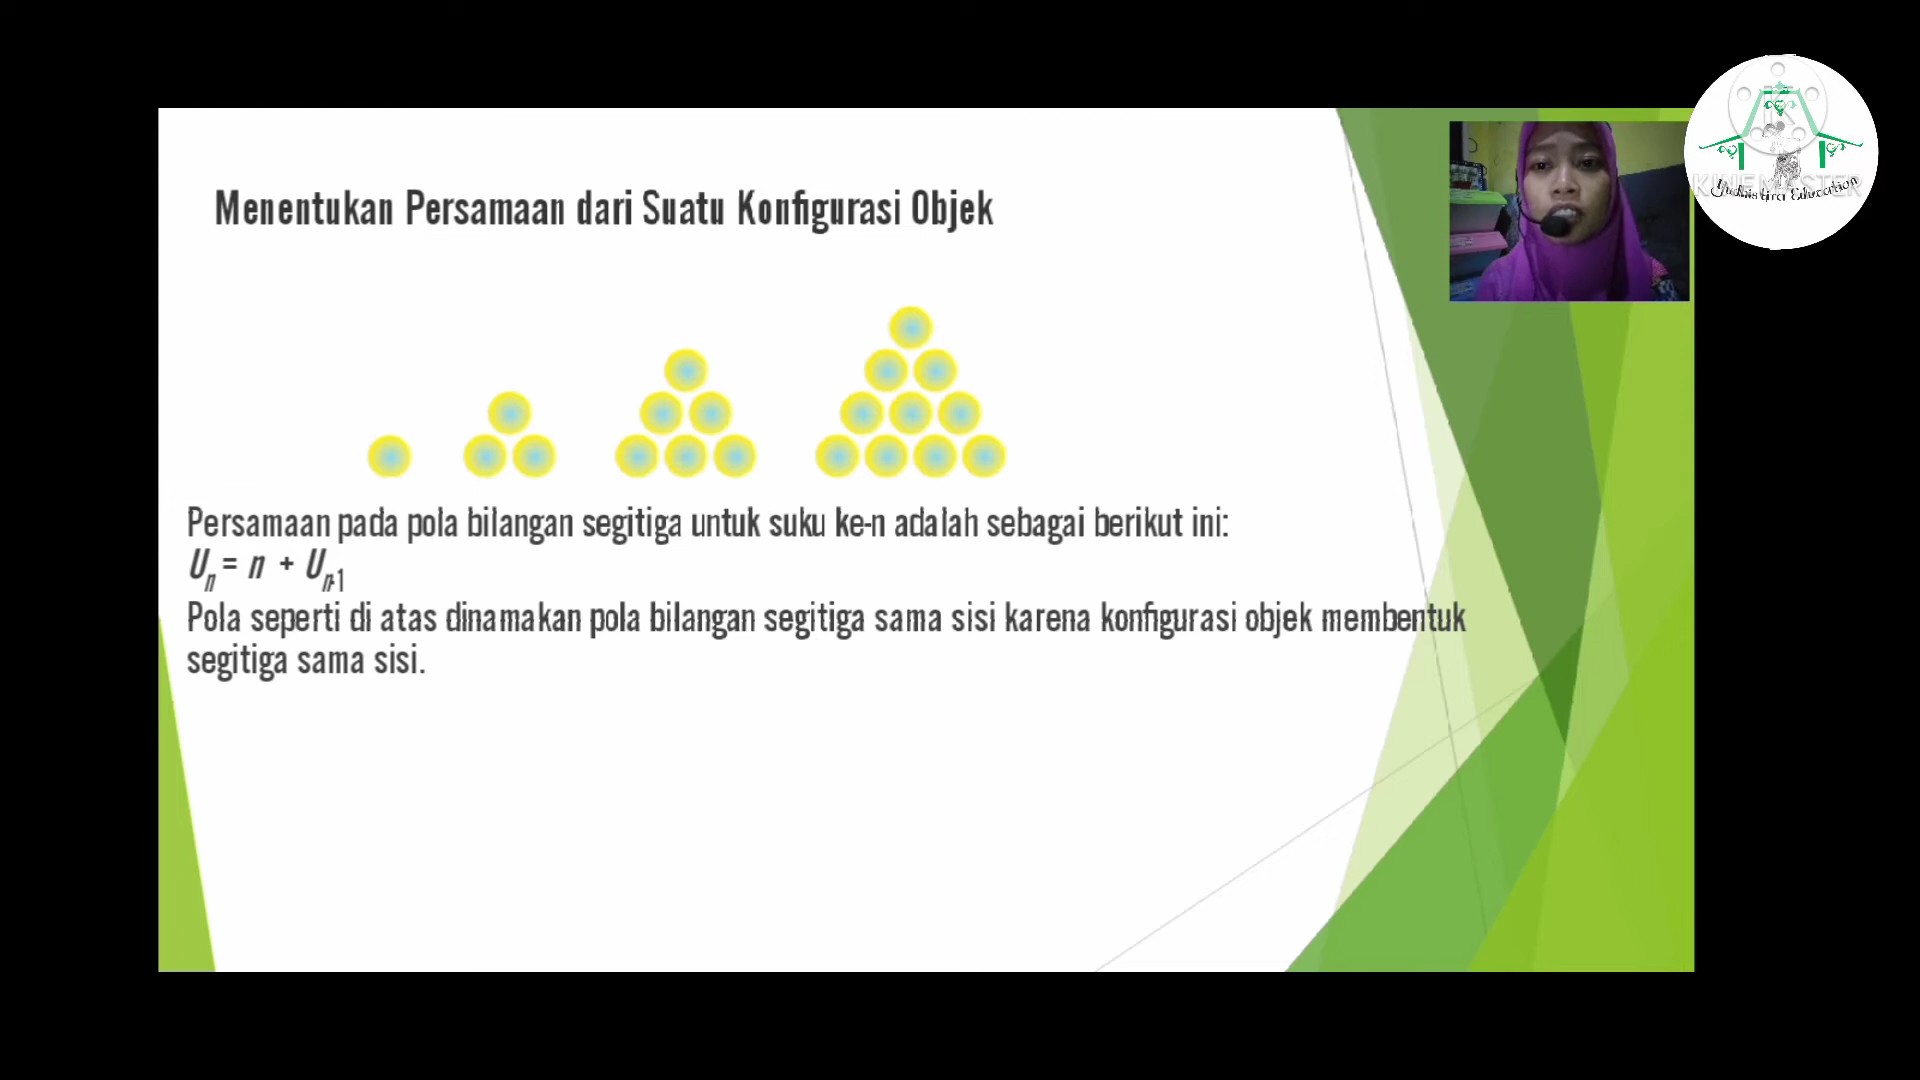 Menentukan Persamaan dari Suatu Konfigurasi Objek
Persamaan pada pola bilangan segitiga untuk suku ke-n adalah sebagai berikut ini:
Un = n + Un-1
Pola seperti di atas dinamakan pola bilangan segitiga sama sisi karena konfigurasi objek membentuk
segitiga sama sisi.
KINEMASTER
Education